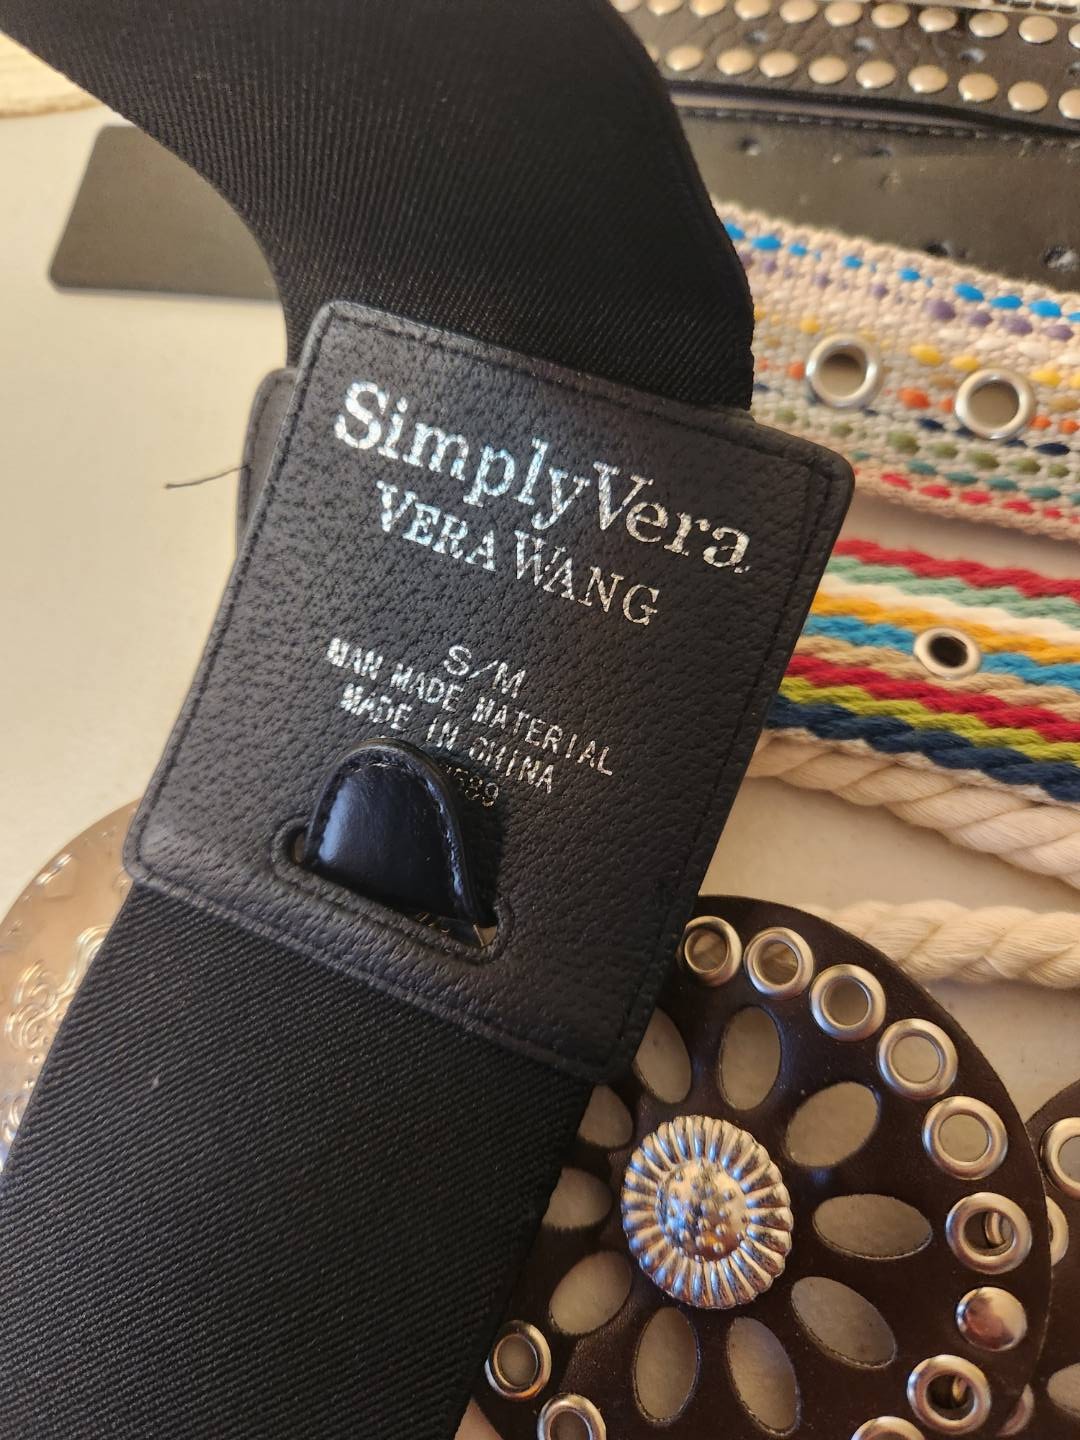 SimplyVera
VERA WANG
S/M
MAN MADE MATERIAL
MADE IN CHINA